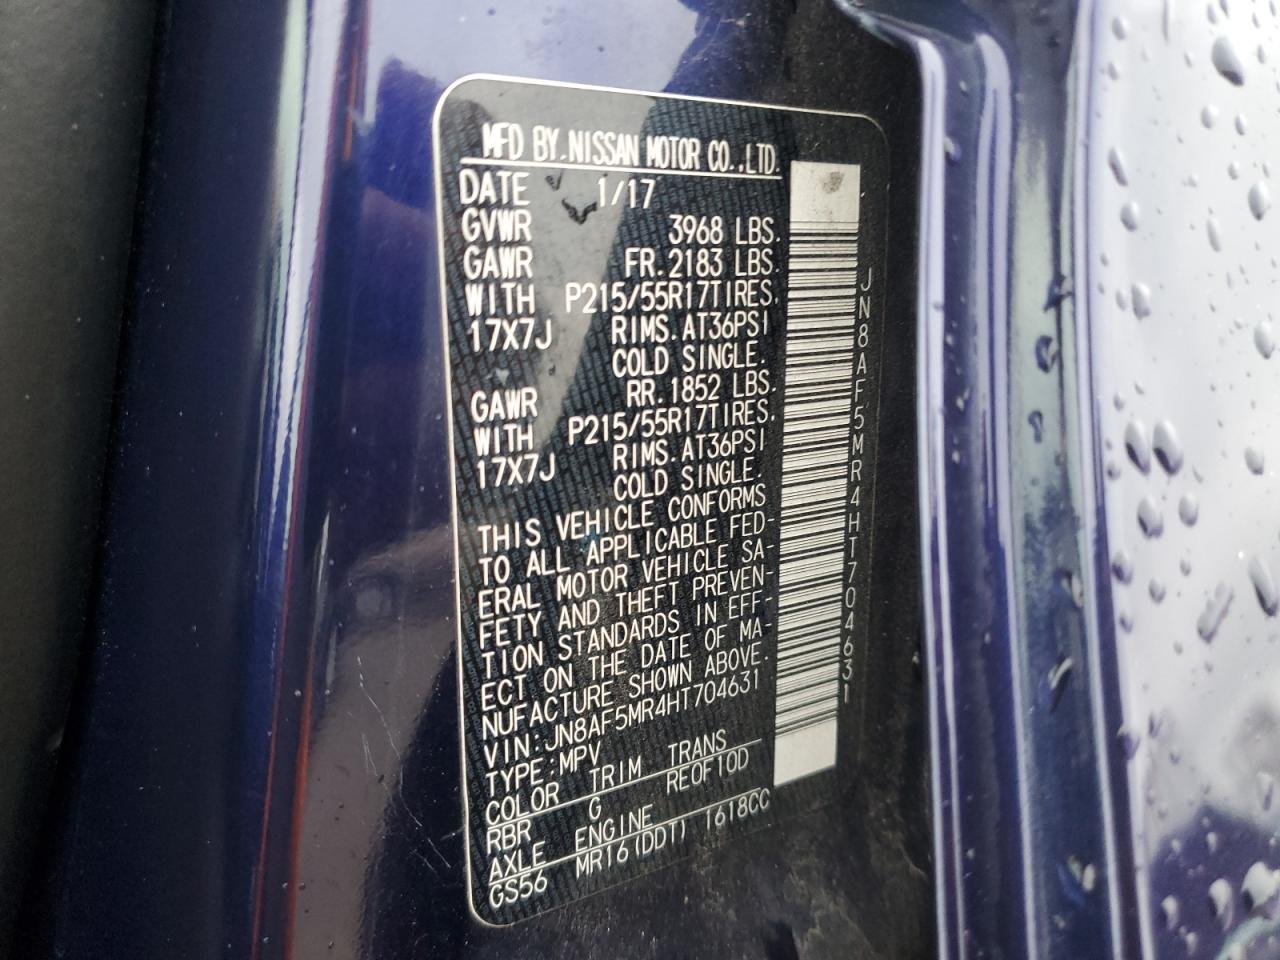 MFD BY.NISSAN MOTOR CO.,LTD.
DATE 1/17
GVWR 3968 LBS.
GAWR FR.2183 LBS.
WITH P215/55R17TIRES.
17X7J RIMS.AT36PSI
COLD SINGLE.
GAWR RR.1852 LBS.
WITH P215/55R17TIRES.
17X7J RIMS.AT36PSI
COLD SINGLE.
THIS VEHICLE CONFORMS
TO ALL APPLICABLE FED-
ERAL MOTOR VEHICLE SA-
FETY AND THEFT PREVEN-
TION STANDARDS IN EFF-
ECT ON THE DATE OF MA-
NUFACTURE SHOWN ABOVE.
VIN:JN8AF5MR4HT704631
TYPE:MPV
COLOR TRIM TRANS
RBR G RE0F10D
AXLE ENGINE
GS56 MR16(DDT) 1618CC
JN8AF5MR4HT704631